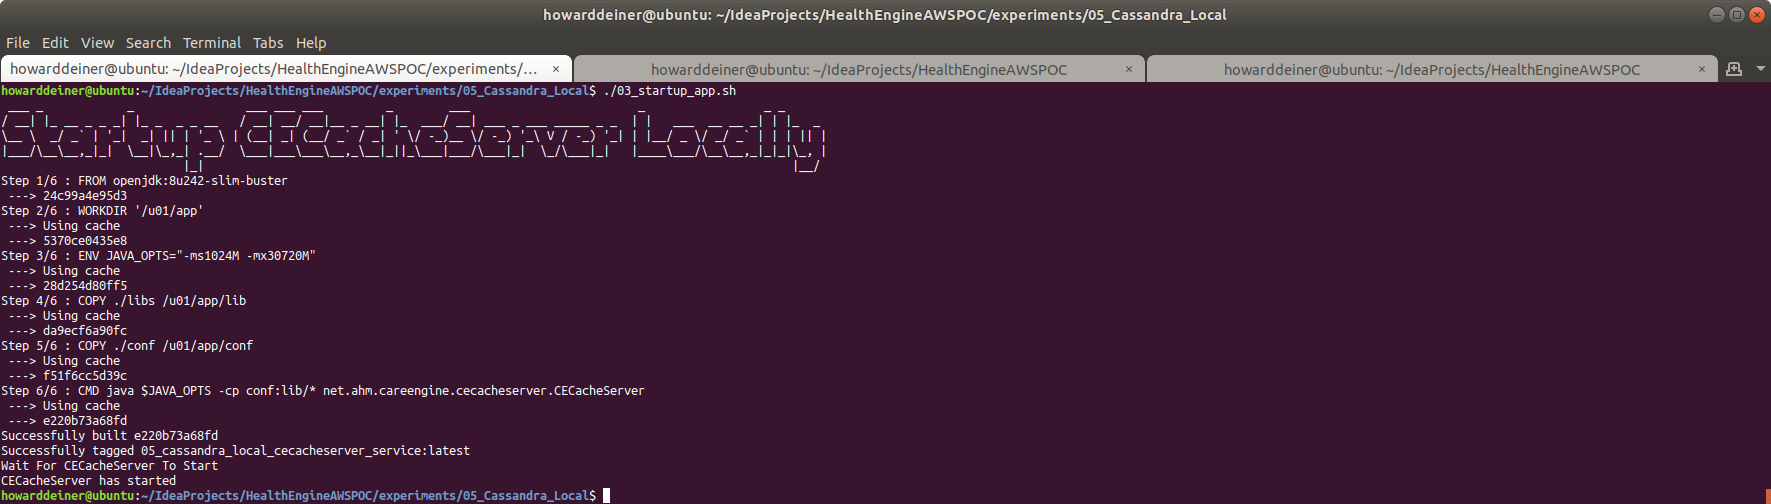 howarddeiner@ubuntu: ~/IdeaProjects/HealthEngineAWSPOC/experiments/05_Cassandra_Local
File Edit View Search Terminal Tabs Help
howarddeiner@ubuntu: ~/IdeaProjects/HealthEngineAWSPOC/experiments/... × howarddeiner@ubuntu: ~/IdeaProjects/HealthEngineAWSPOC × howarddeiner@ubuntu: ~/IdeaProjects/HealthEngineAWSPOC ×
howarddeiner@ubuntu:~/IdeaProjects/HealthEngineAWSPOC/experiments/05_Cassandra_Local$ ./03_startup_app.sh
Startup CECacheServer Locally
Step 1/6 : FROM openjdk:8u242-slim-buster
---> 24c99a4e95d3
Step 2/6 : WORKDIR '/u01/app'
---> Using cache
---> 5370ce0435e8
Step 3/6 : ENV JAVA_OPTS="-ms1024M -mx30720M"
---> Using cache
---> 28d254d80ff5
Step 4/6 : COPY ./libs /u01/app/lib
---> Using cache
---> da9ecf6a90fc
Step 5/6 : COPY ./conf /u01/app/conf
---> Using cache
---> f51f6cc5d39c
Step 6/6 : CMD java $JAVA_OPTS -cp conf:lib/* net.ahm.careengine.cecacheserver.CECacheServer
---> Using cache
---> e220b73a68fd
Successfully built e220b73a68fd
Successfully tagged 05_cassandra_local_cecacheserver_service:latest
Wait For CECacheServer To Start
CECacheServer has started
howarddeiner@ubuntu:~/IdeaProjects/HealthEngineAWSPOC/experiments/05_Cassandra_Local$